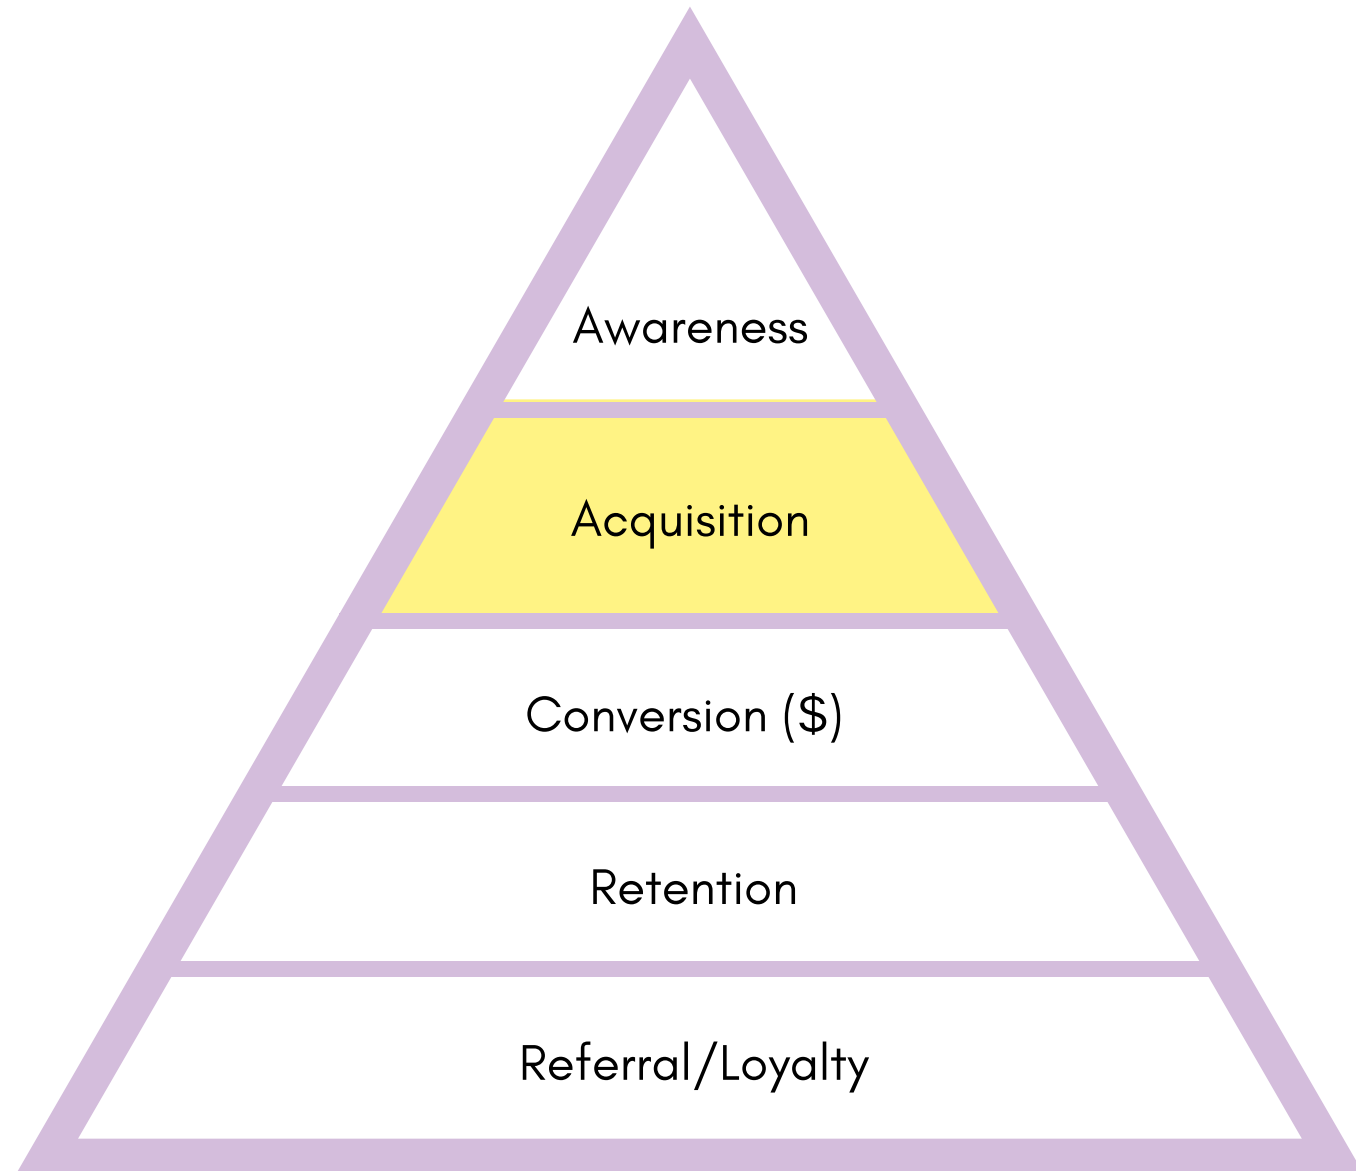 Awareness
Acquisition
Conversion ($)
Retention
Referral/Loyalty